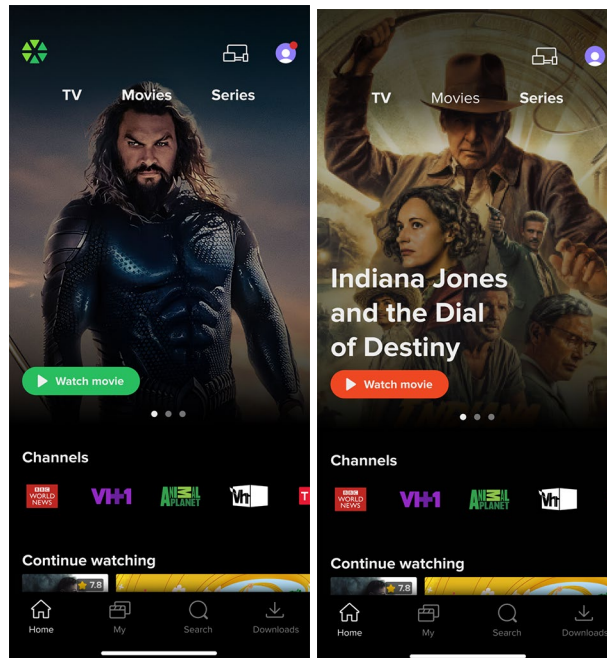 TV Movies Series
Watch movie
Channels
BBC
WORLD
NEWS
VH1
ANIMAL
PLANET
Vh1
T
Continue watching
7.8
Home My Search Downloads
TV Movies Series
Indiana Jones
and the Dial
of Destiny
Watch movie
Channels
BBC
WORLD
NEWS
VH1
ANIMAL
PLANET
Vh1
Continue watching
7.8
Home My Search Downloads